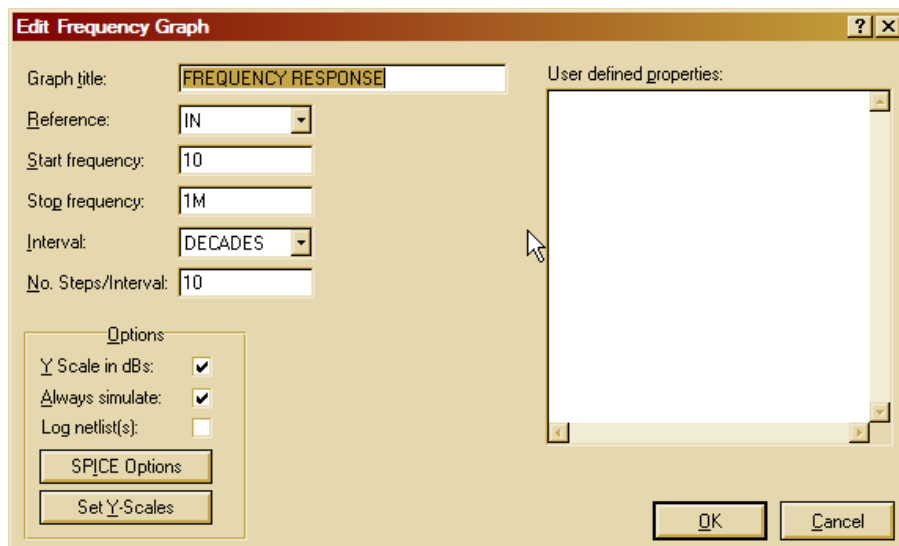 Edit Frequency Graph
Graph title: FREQUENCY RESPONSE
Reference: IN
Start frequency: 10
Stop frequency: 1M
Interval: DECADES
No. Steps/Interval: 10
Options
Y Scale in dBs:
Always simulate:
Log netlist(s):
SPICE Options
Set Y-Scales
User defined properties:
OK Cancel